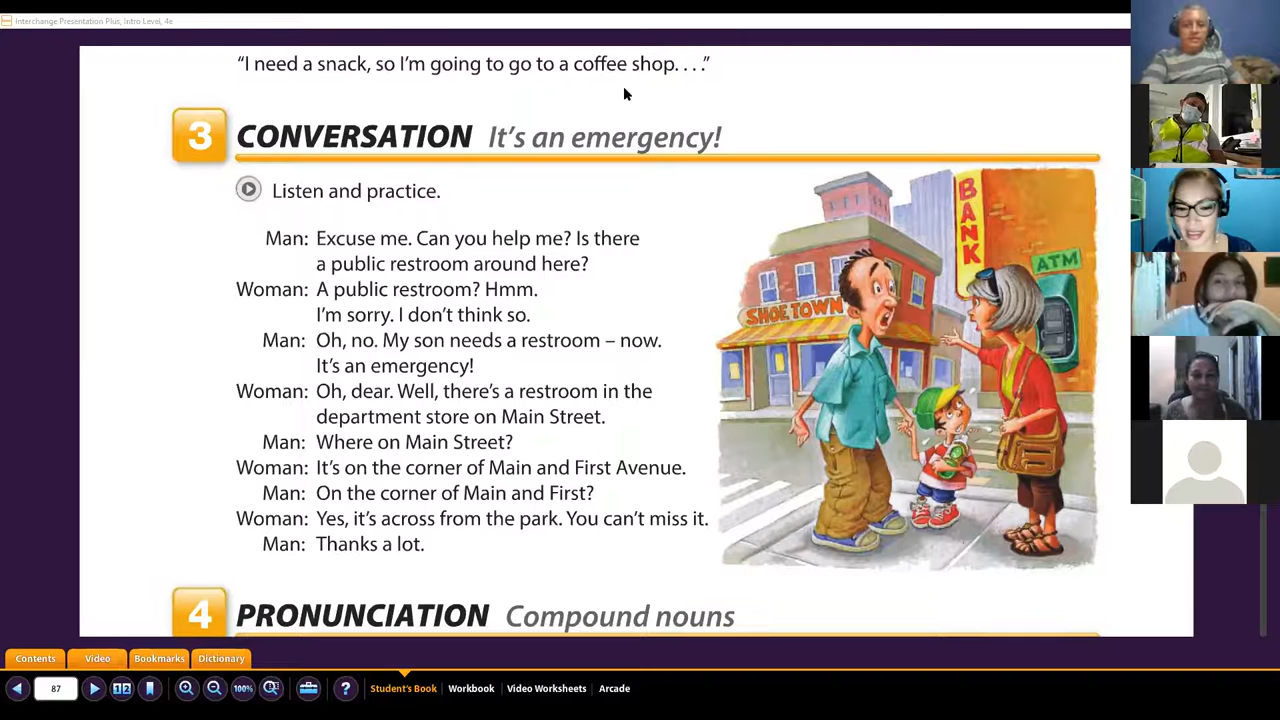 Interchange Presentation Plus, Intro Level, 4e
“I need a snack, so I’m going to go to a coffee shop. . . .”
3 CONVERSATION It’s an emergency!
Listen and practice.
Man: Excuse me. Can you help me? Is there
a public restroom around here?
Woman: A public restroom? Hmm.
I’m sorry. I don’t think so.
Man: Oh, no. My son needs a restroom – now.
It’s an emergency!
Woman: Oh, dear. Well, there’s a restroom in the
department store on Main Street.
Man: Where on Main Street?
Woman: It’s on the corner of Main and First Avenue.
Man: On the corner of Main and First?
Woman: Yes, it’s across from the park. You can’t miss it.
Man: Thanks a lot.
BANK
ATM
SHOE TOWN
4 PRONUNCIATION Compound nouns
Contents Video Bookmarks Dictionary
87 1 2 100% ? Student's Book Workbook Video Worksheets Arcade